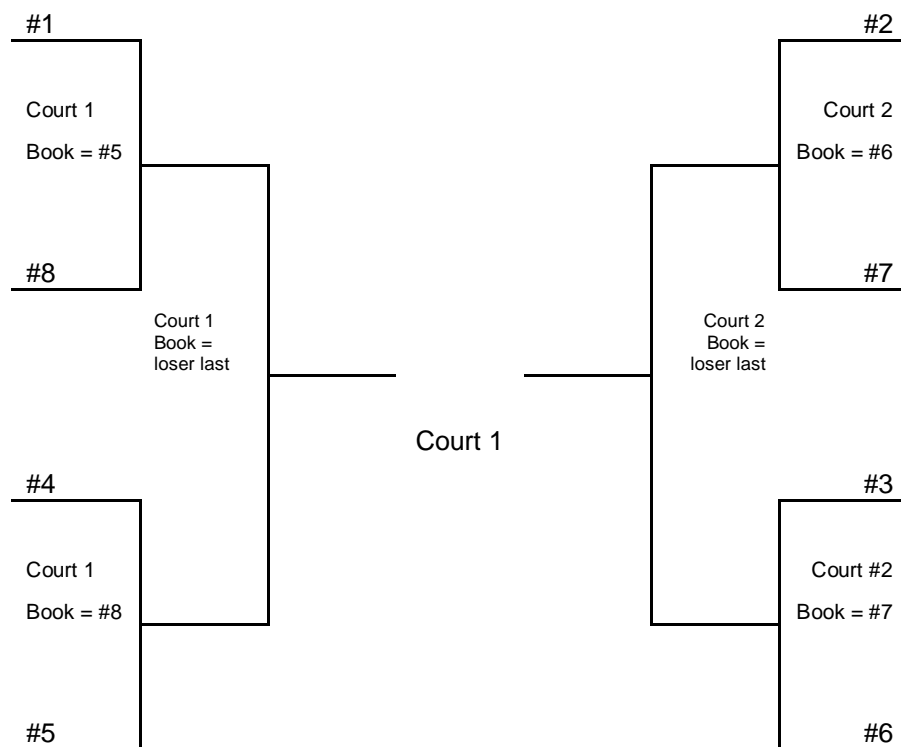 #1
#2
Court 1
Court 2
Book = #5
Book = #6
#8
#7
Court 1
Book =
loser last
Court 2
Book =
loser last
Court 1
#4
#3
Court 1
Court #2
Book = #8
Book = #7
#5
#6